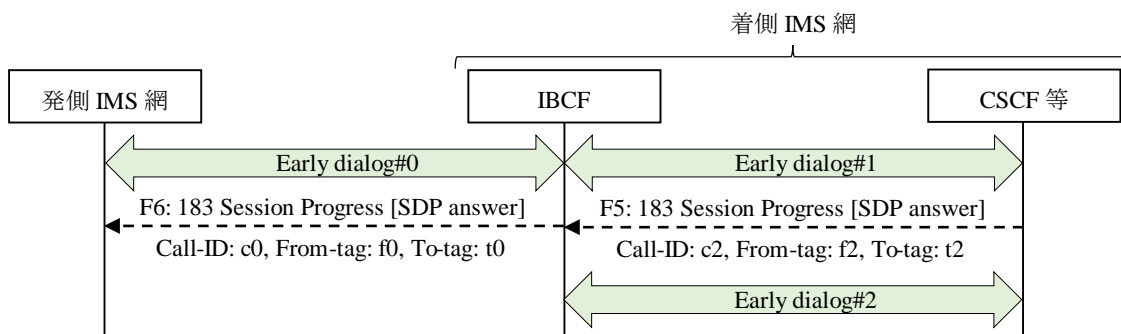 着側 IMS 網
発側 IMS 網
IBCF
CSCF 等
Early dialog#0
Early dialog#1
F6: 183 Session Progress [SDP answer]
F5: 183 Session Progress [SDP answer]
Call-ID: c0, From-tag: f0, To-tag: t0
Call-ID: c2, From-tag: f2, To-tag: t2
Early dialog#2